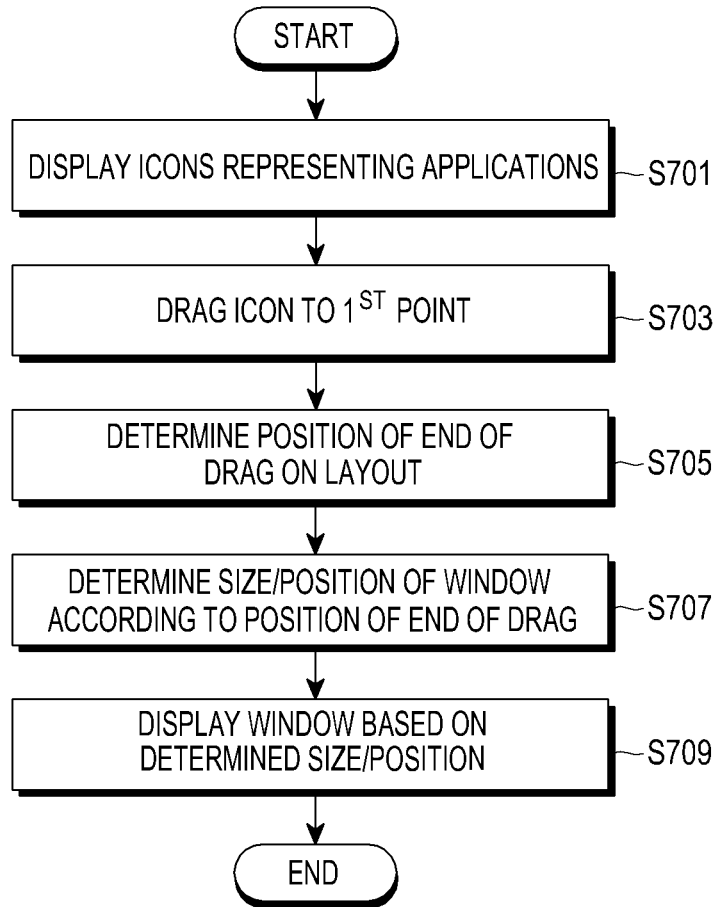 START
DISPLAY ICONS REPRESENTING APPLICATIONS
S701
DRAG ICON TO 1ST POINT
S703
DETERMINE POSITION OF END OF
DRAG ON LAYOUT
S705
DETERMINE SIZE/POSITION OF WINDOW
ACCORDING TO POSITION OF END OF DRAG
S707
DISPLAY WINDOW BASED ON
DETERMINED SIZE/POSITION
S709
END